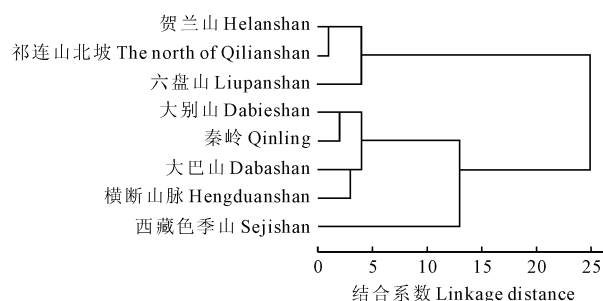 贺兰山 Helanshan
祁连山北坡 The north of Qilianshan
六盘山 Liupanshan
大别山 Dabieshan
秦岭 Qinling
大巴山 Dabashan
横断山脉 Hengduanshan
西藏色季山 Sejishan
0 5 10 15 20 25
结合系数 Linkage distance